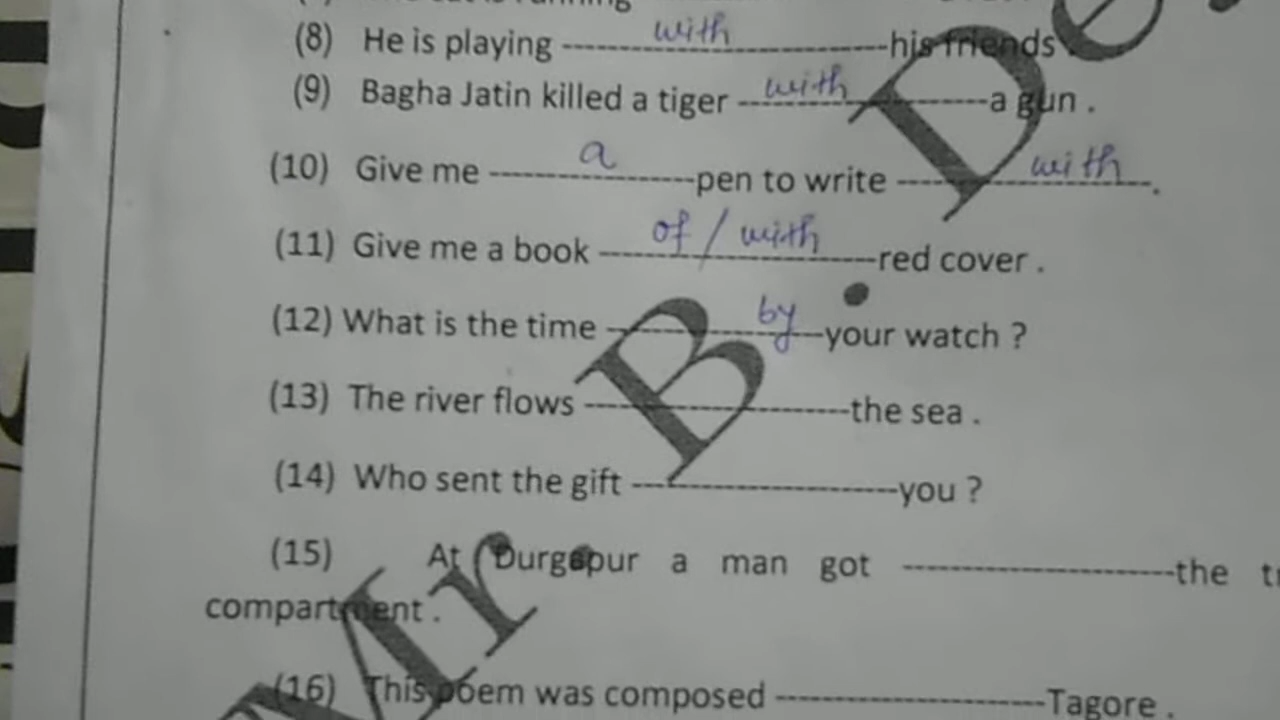 (8) He is playing ---with--- his friends.
(9) Bagha Jatin killed a tiger ---with--- a gun .
(10) Give me ---a--- pen to write ---with---.
(11) Give me a book ---of / with--- red cover .
(12) What is the time ---by--- your watch ?
(13) The river flows ------ the sea .
(14) Who sent the gift ------ you ?
(15) At Durgapur a man got ------ the
compartment .
(16) This poem was composed ------ Tagore .
Mr. B. De